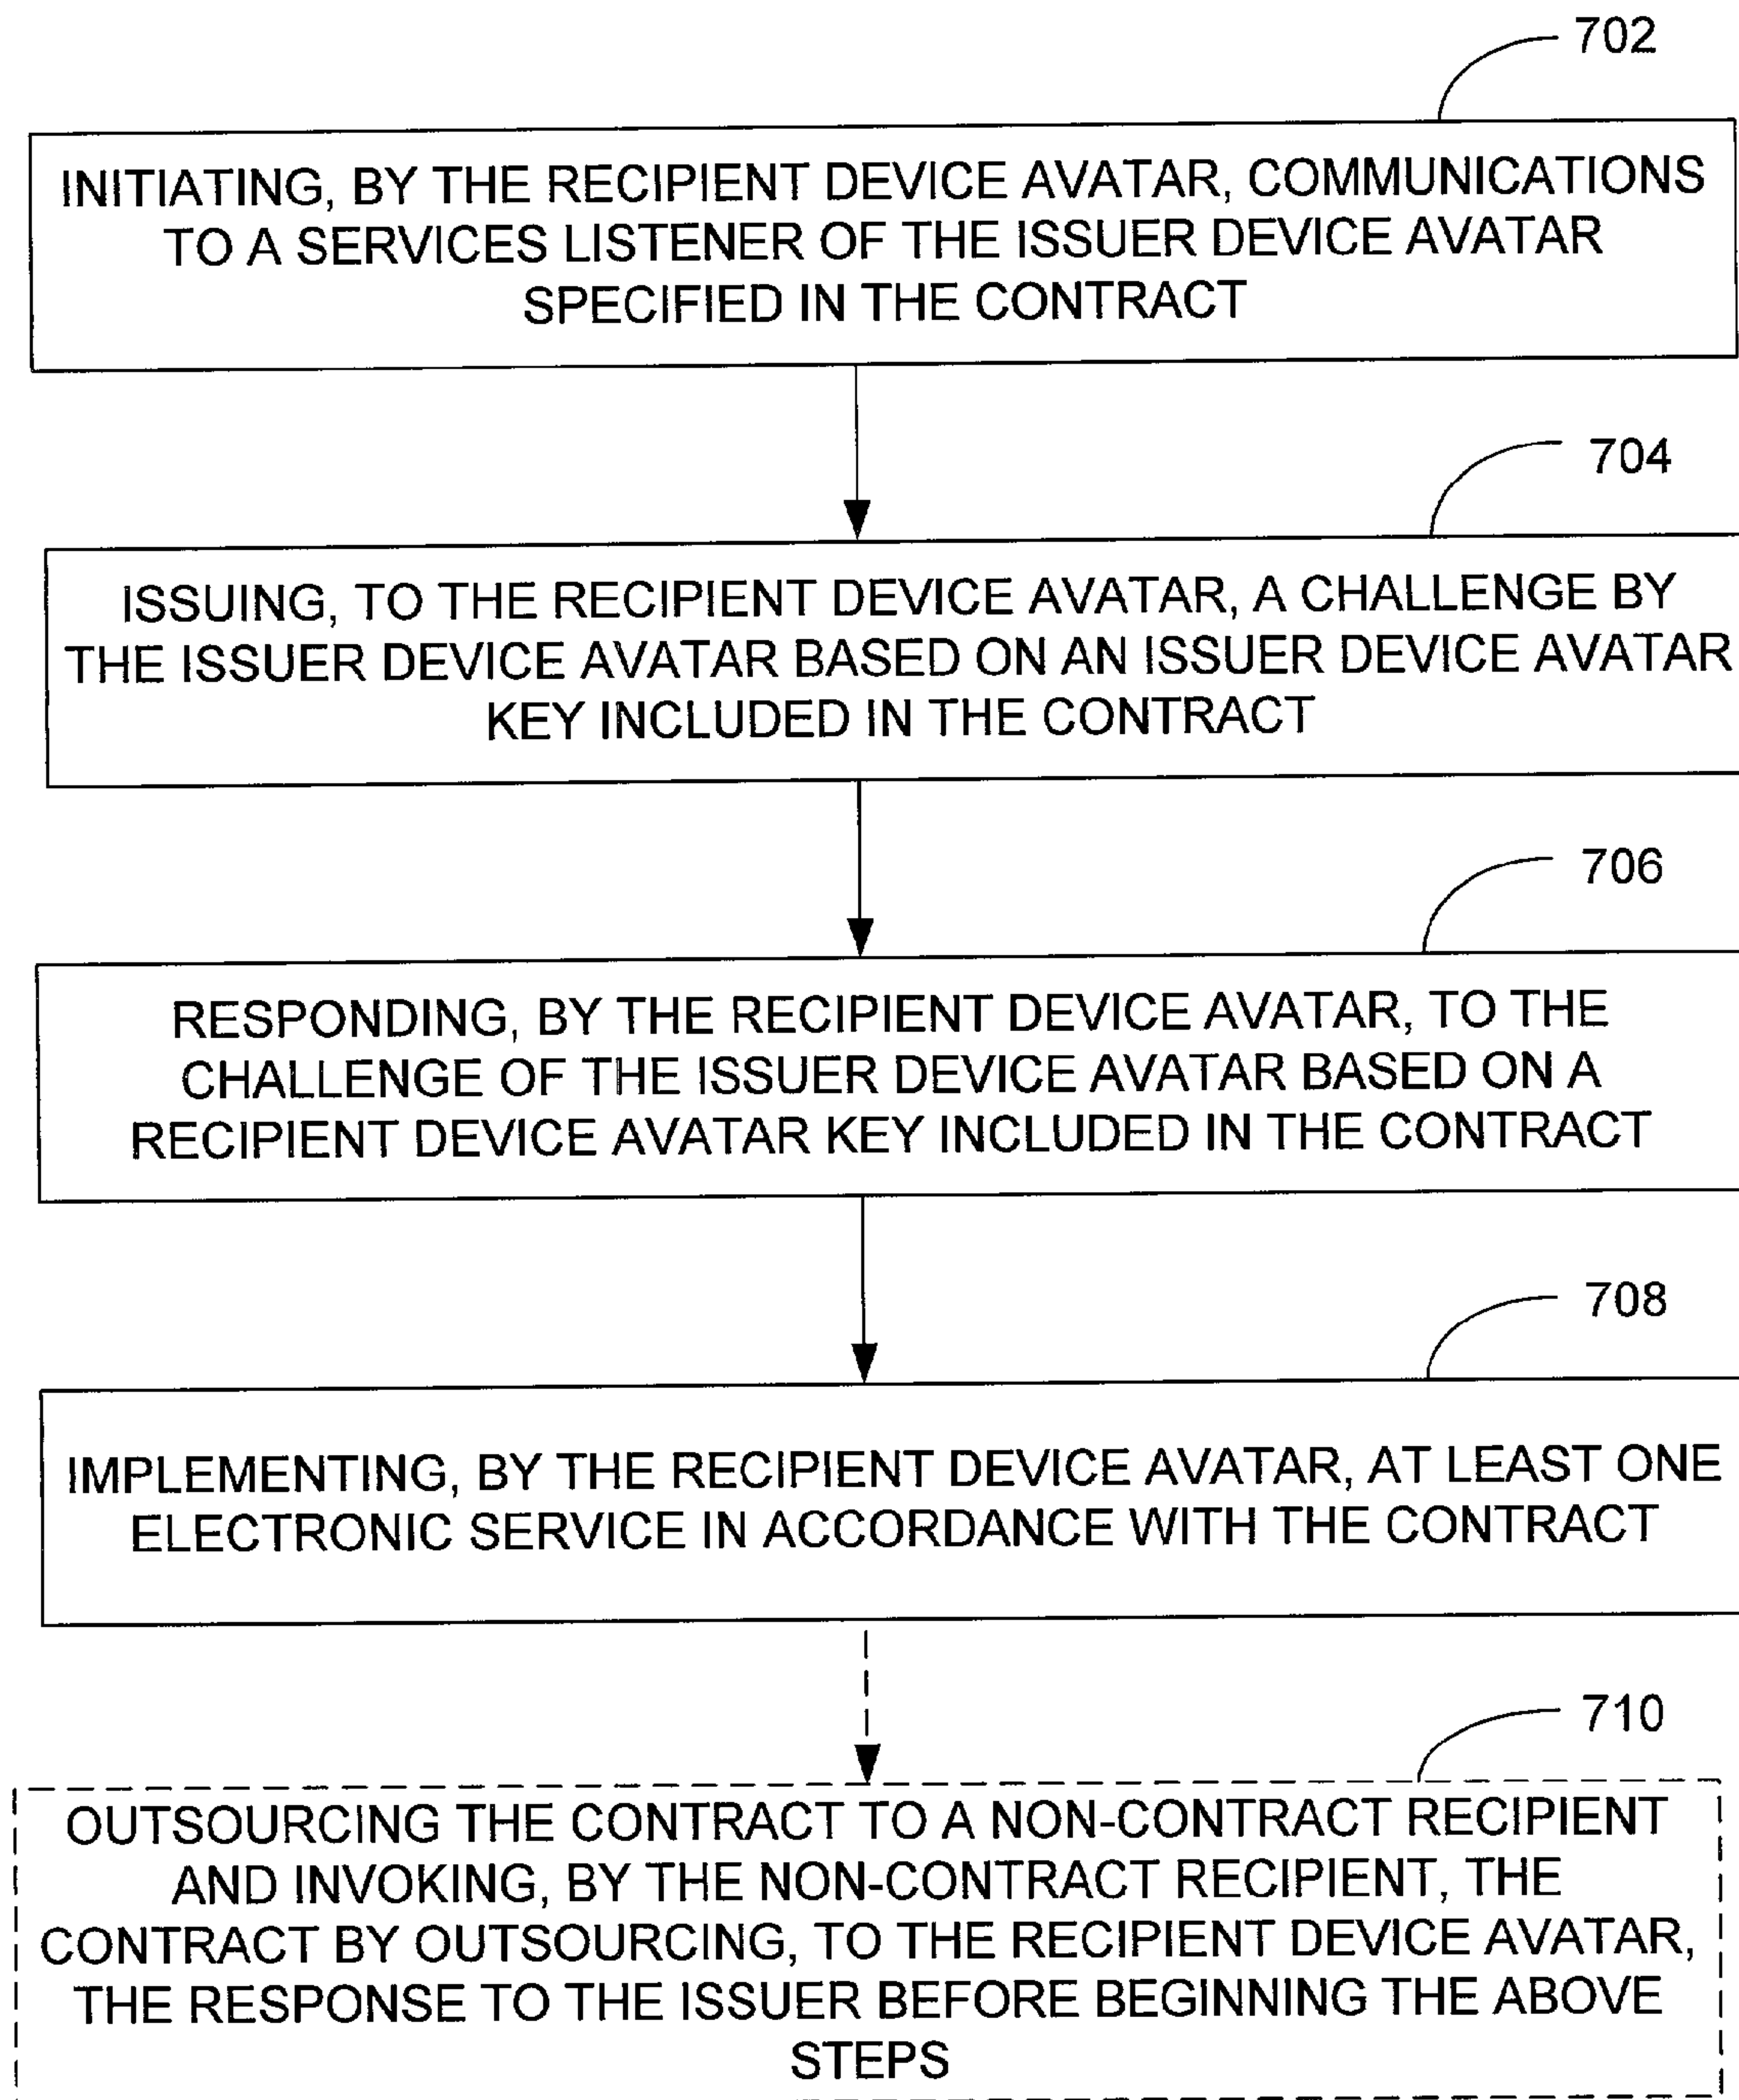 702
INITIATING, BY THE RECIPIENT DEVICE AVATAR, COMMUNICATIONS
TO A SERVICES LISTENER OF THE ISSUER DEVICE AVATAR
SPECIFIED IN THE CONTRACT
704
ISSUING, TO THE RECIPIENT DEVICE AVATAR, A CHALLENGE BY
THE ISSUER DEVICE AVATAR BASED ON AN ISSUER DEVICE AVATAR
KEY INCLUDED IN THE CONTRACT
706
RESPONDING, BY THE RECIPIENT DEVICE AVATAR, TO THE
CHALLENGE OF THE ISSUER DEVICE AVATAR BASED ON A
RECIPIENT DEVICE AVATAR KEY INCLUDED IN THE CONTRACT
708
IMPLEMENTING, BY THE RECIPIENT DEVICE AVATAR, AT LEAST ONE
ELECTRONIC SERVICE IN ACCORDANCE WITH THE CONTRACT
710
OUTSOURCING THE CONTRACT TO A NON-CONTRACT RECIPIENT
AND INVOKING, BY THE NON-CONTRACT RECIPIENT, THE
CONTRACT BY OUTSOURCING, TO THE RECIPIENT DEVICE AVATAR,
THE RESPONSE TO THE ISSUER BEFORE BEGINNING THE ABOVE
STEPS